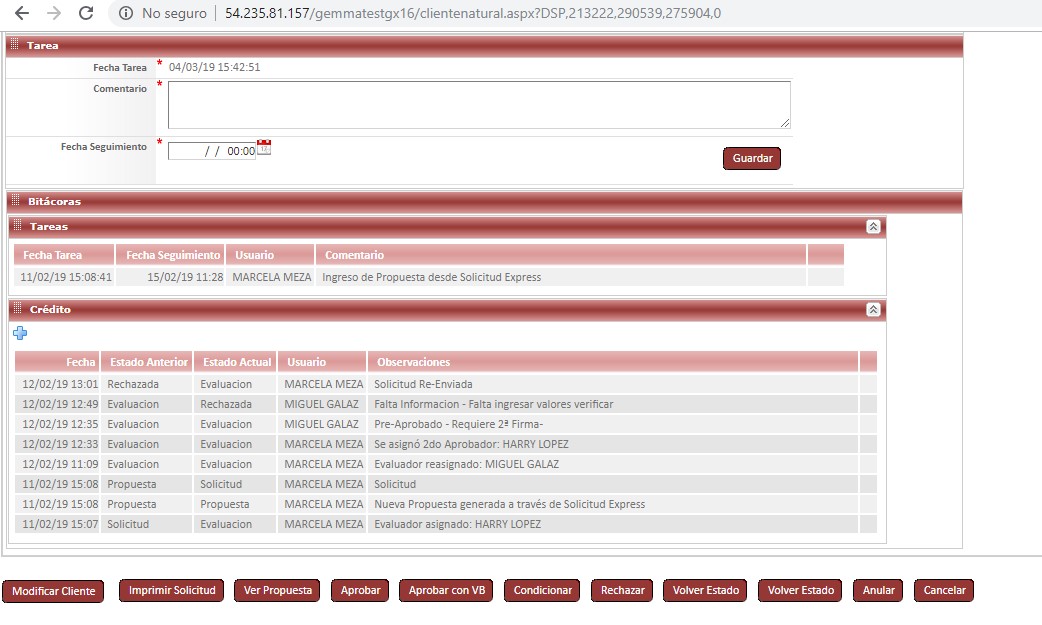 No seguro 54.235.81.157/gemmatestgx16/clientenatural.aspx?DSP,213222,290539,275904,0
Tarea
Fecha Tarea * 04/03/19 15:42:51
Comentario *
Fecha Seguimiento * / / 00:00
Guardar
Bitácoras
Tareas
Fecha Tarea Fecha Seguimiento Usuario Comentario
11/02/19 15:08:41 15/02/19 11:28 MARCELA MEZA Ingreso de Propuesta desde Solicitud Express
Crédito
Fecha Estado Anterior Estado Actual Usuario Observaciones
12/02/19 13:01 Rechazada Evaluacion MARCELA MEZA Solicitud Re-Enviada
12/02/19 12:49 Evaluacion Rechazada MIGUEL GALAZ Falta Informacion - Falta ingresar valores verificar
12/02/19 12:35 Evaluacion Evaluacion MIGUEL GALAZ Pre-Aprobado - Requiere 2ª Firma-
12/02/19 12:33 Evaluacion Evaluacion MARCELA MEZA Se asignó 2do Aprobador: HARRY LOPEZ
12/02/19 11:09 Evaluacion Evaluacion MARCELA MEZA Evaluador reasignado: MIGUEL GALAZ
11/02/19 15:08 Propuesta Solicitud MARCELA MEZA Solicitud
11/02/19 15:08 Propuesta Propuesta MARCELA MEZA Nueva Propuesta generada a través de Solicitud Express
11/02/19 15:07 Solicitud Evaluacion MARCELA MEZA Evaluador asignado: HARRY LOPEZ
Modificar Cliente Imprimir Solicitud Ver Propuesta Aprobar Aprobar con VB Condicionar Rechazar Volver Estado Volver Estado Anular Cancelar